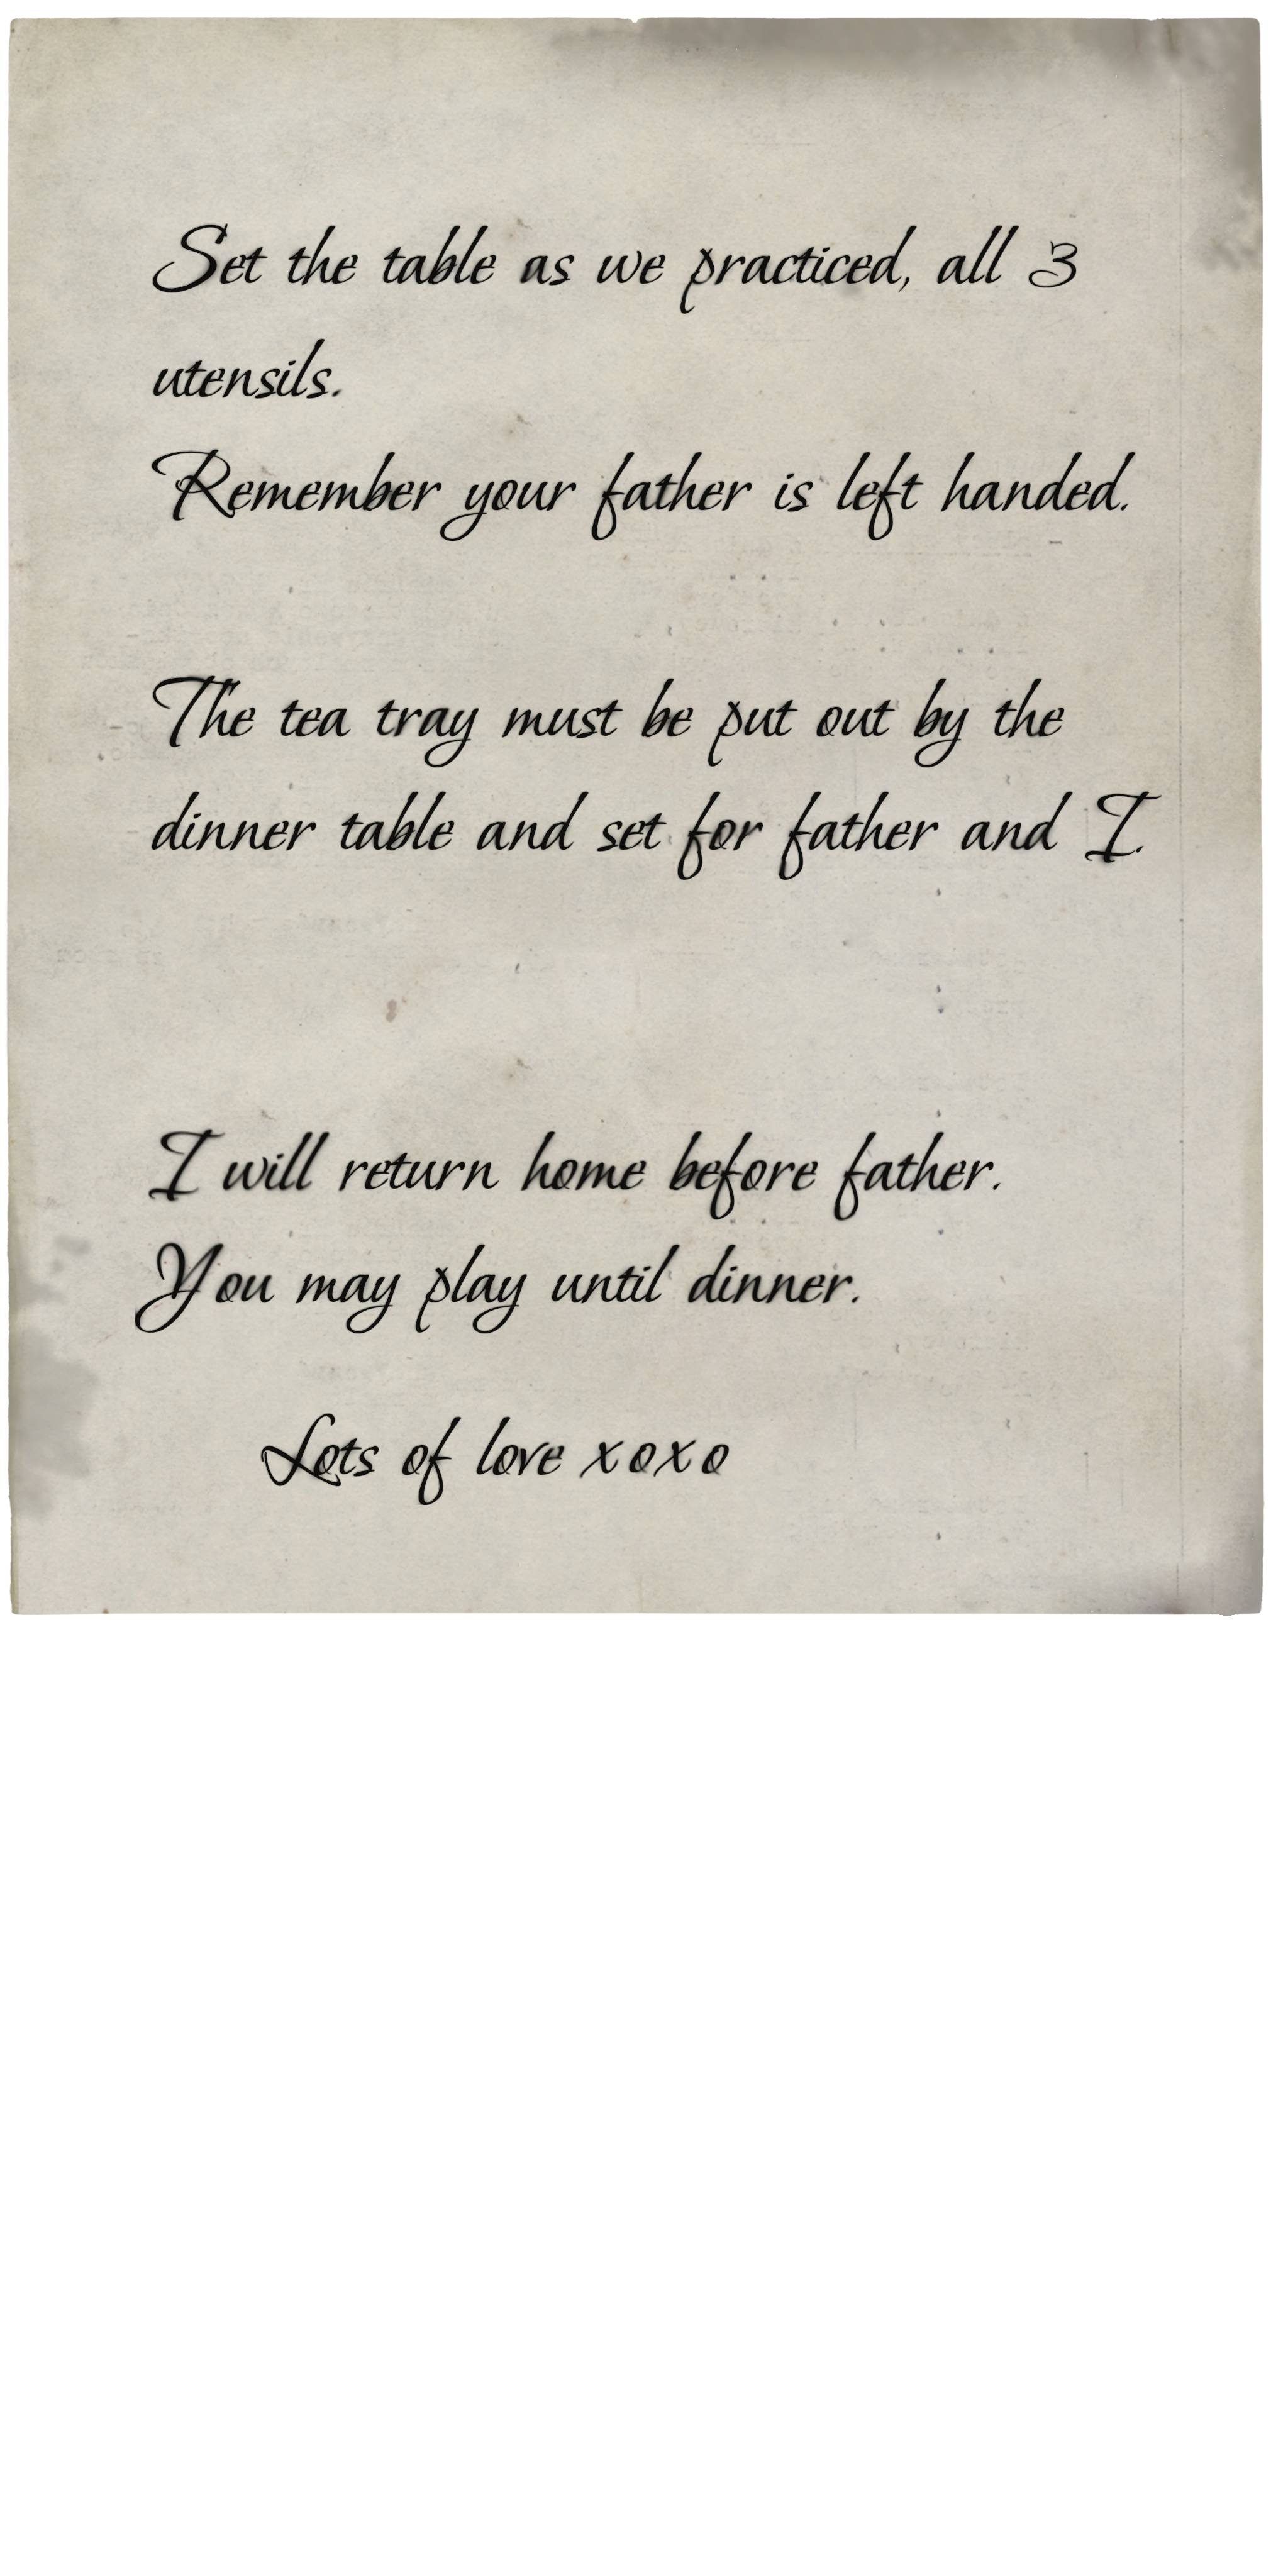 Set the table as we practiced, all 3
utensils.
Remember your father is left handed.
The tea tray must be put out by the
dinner table and set for father and I.
I will return home before father.
You may play until dinner.
Lots of love xoxo